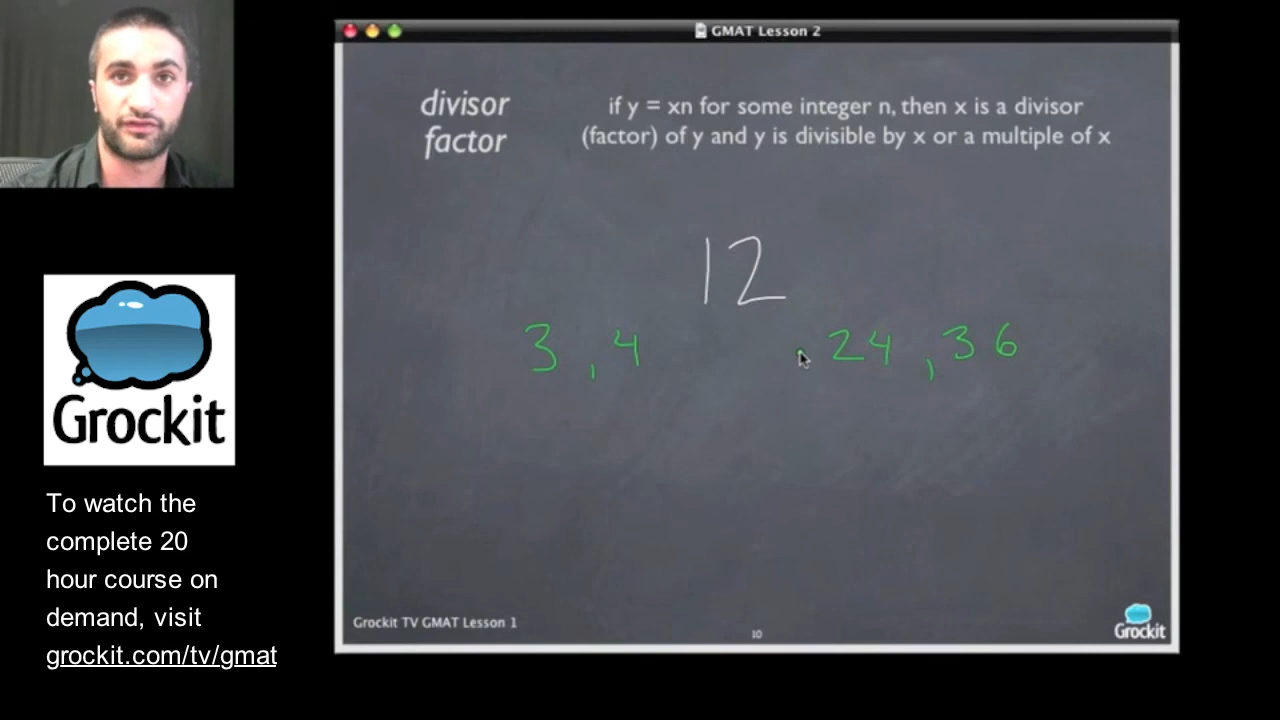 GMAT Lesson 2
divisor
factor
if y = xn for some integer n, then x is a divisor
(factor) of y and y is divisible by x or a multiple of x
12
3 , 4
24 , 36
Grockit
To watch the
complete 20
hour course on
demand, visit
grockit.com/tv/gmat
Grockit TV GMAT Lesson 1
10
Grockit